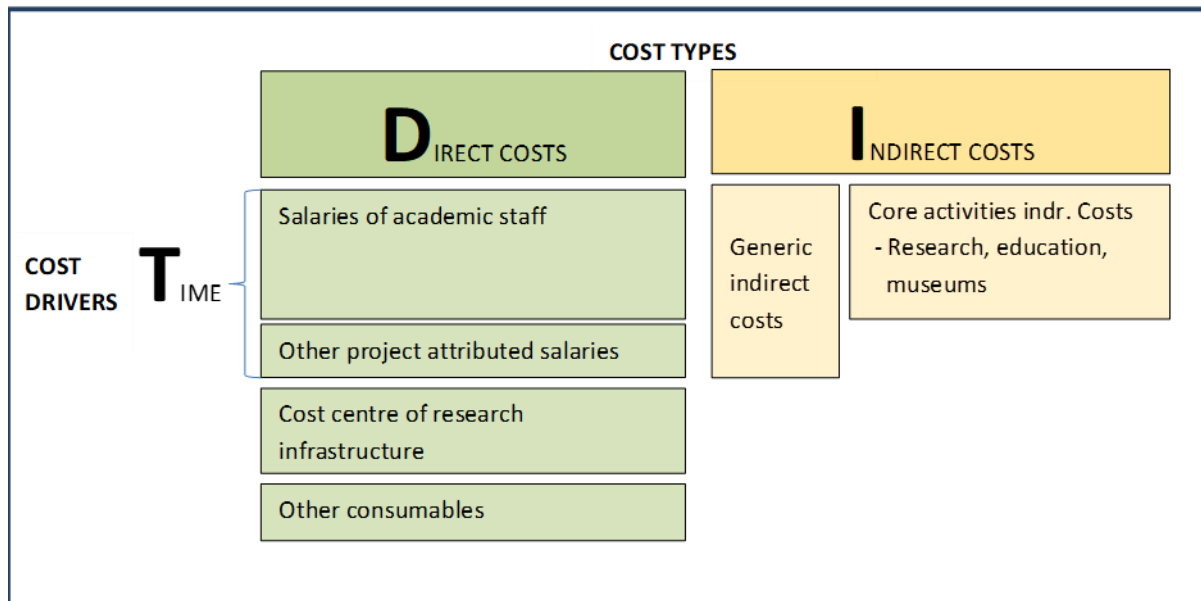 COST TYPES
DIRECT COSTS
INDIRECT COSTS
COST
DRIVERS
TIME
Salaries of academic staff
Other project attributed salaries
Cost centre of research
infrastructure
Other consumables
Generic
indirect
costs
Core activities indr. Costs
- Research, education,
museums